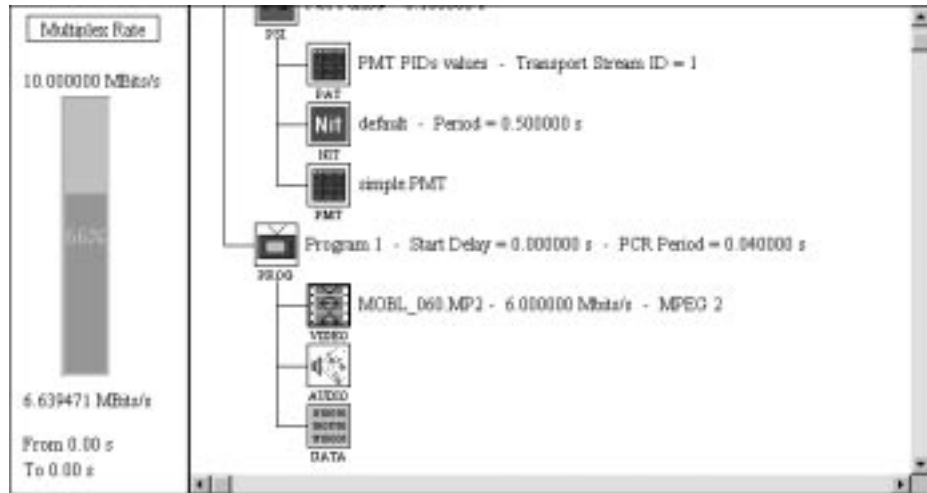 Multiplex Rate
10.000000 MBits/s
6.639471 MBits/s
From 0.00 s
To 0.00 s
PSI
PMT PIDs values - Transport Stream ID = 1
PAT
Nit
default - Period = 0.500000 s
NIT
simple PMT
PMT
Program 1 - Start Delay = 0.000000 s - PCR Period = 0.040000 s
PROG
MOBL_060.MP2 - 6.000000 Mbits/s - MPEG 2
VIDEO
AUDIO
DATA